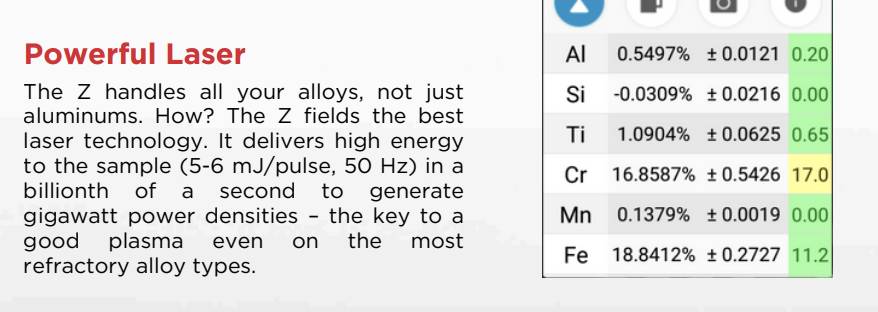 Powerful Laser
The Z handles all your alloys, not just
aluminums. How? The Z fields the best
laser technology. It delivers high energy
to the sample (5-6 mJ/pulse, 50 Hz) in a
billionth of a second to generate
gigawatt power densities – the key to a
good plasma even on the most
refractory alloy types.
Al 0.5497% ± 0.0121 0.20
Si -0.0309% ± 0.0216 0.00
Ti 1.0904% ± 0.0625 0.65
Cr 16.8587% ± 0.5426 17.0
Mn 0.1379% ± 0.0019 0.00
Fe 18.8412% ± 0.2727 11.2